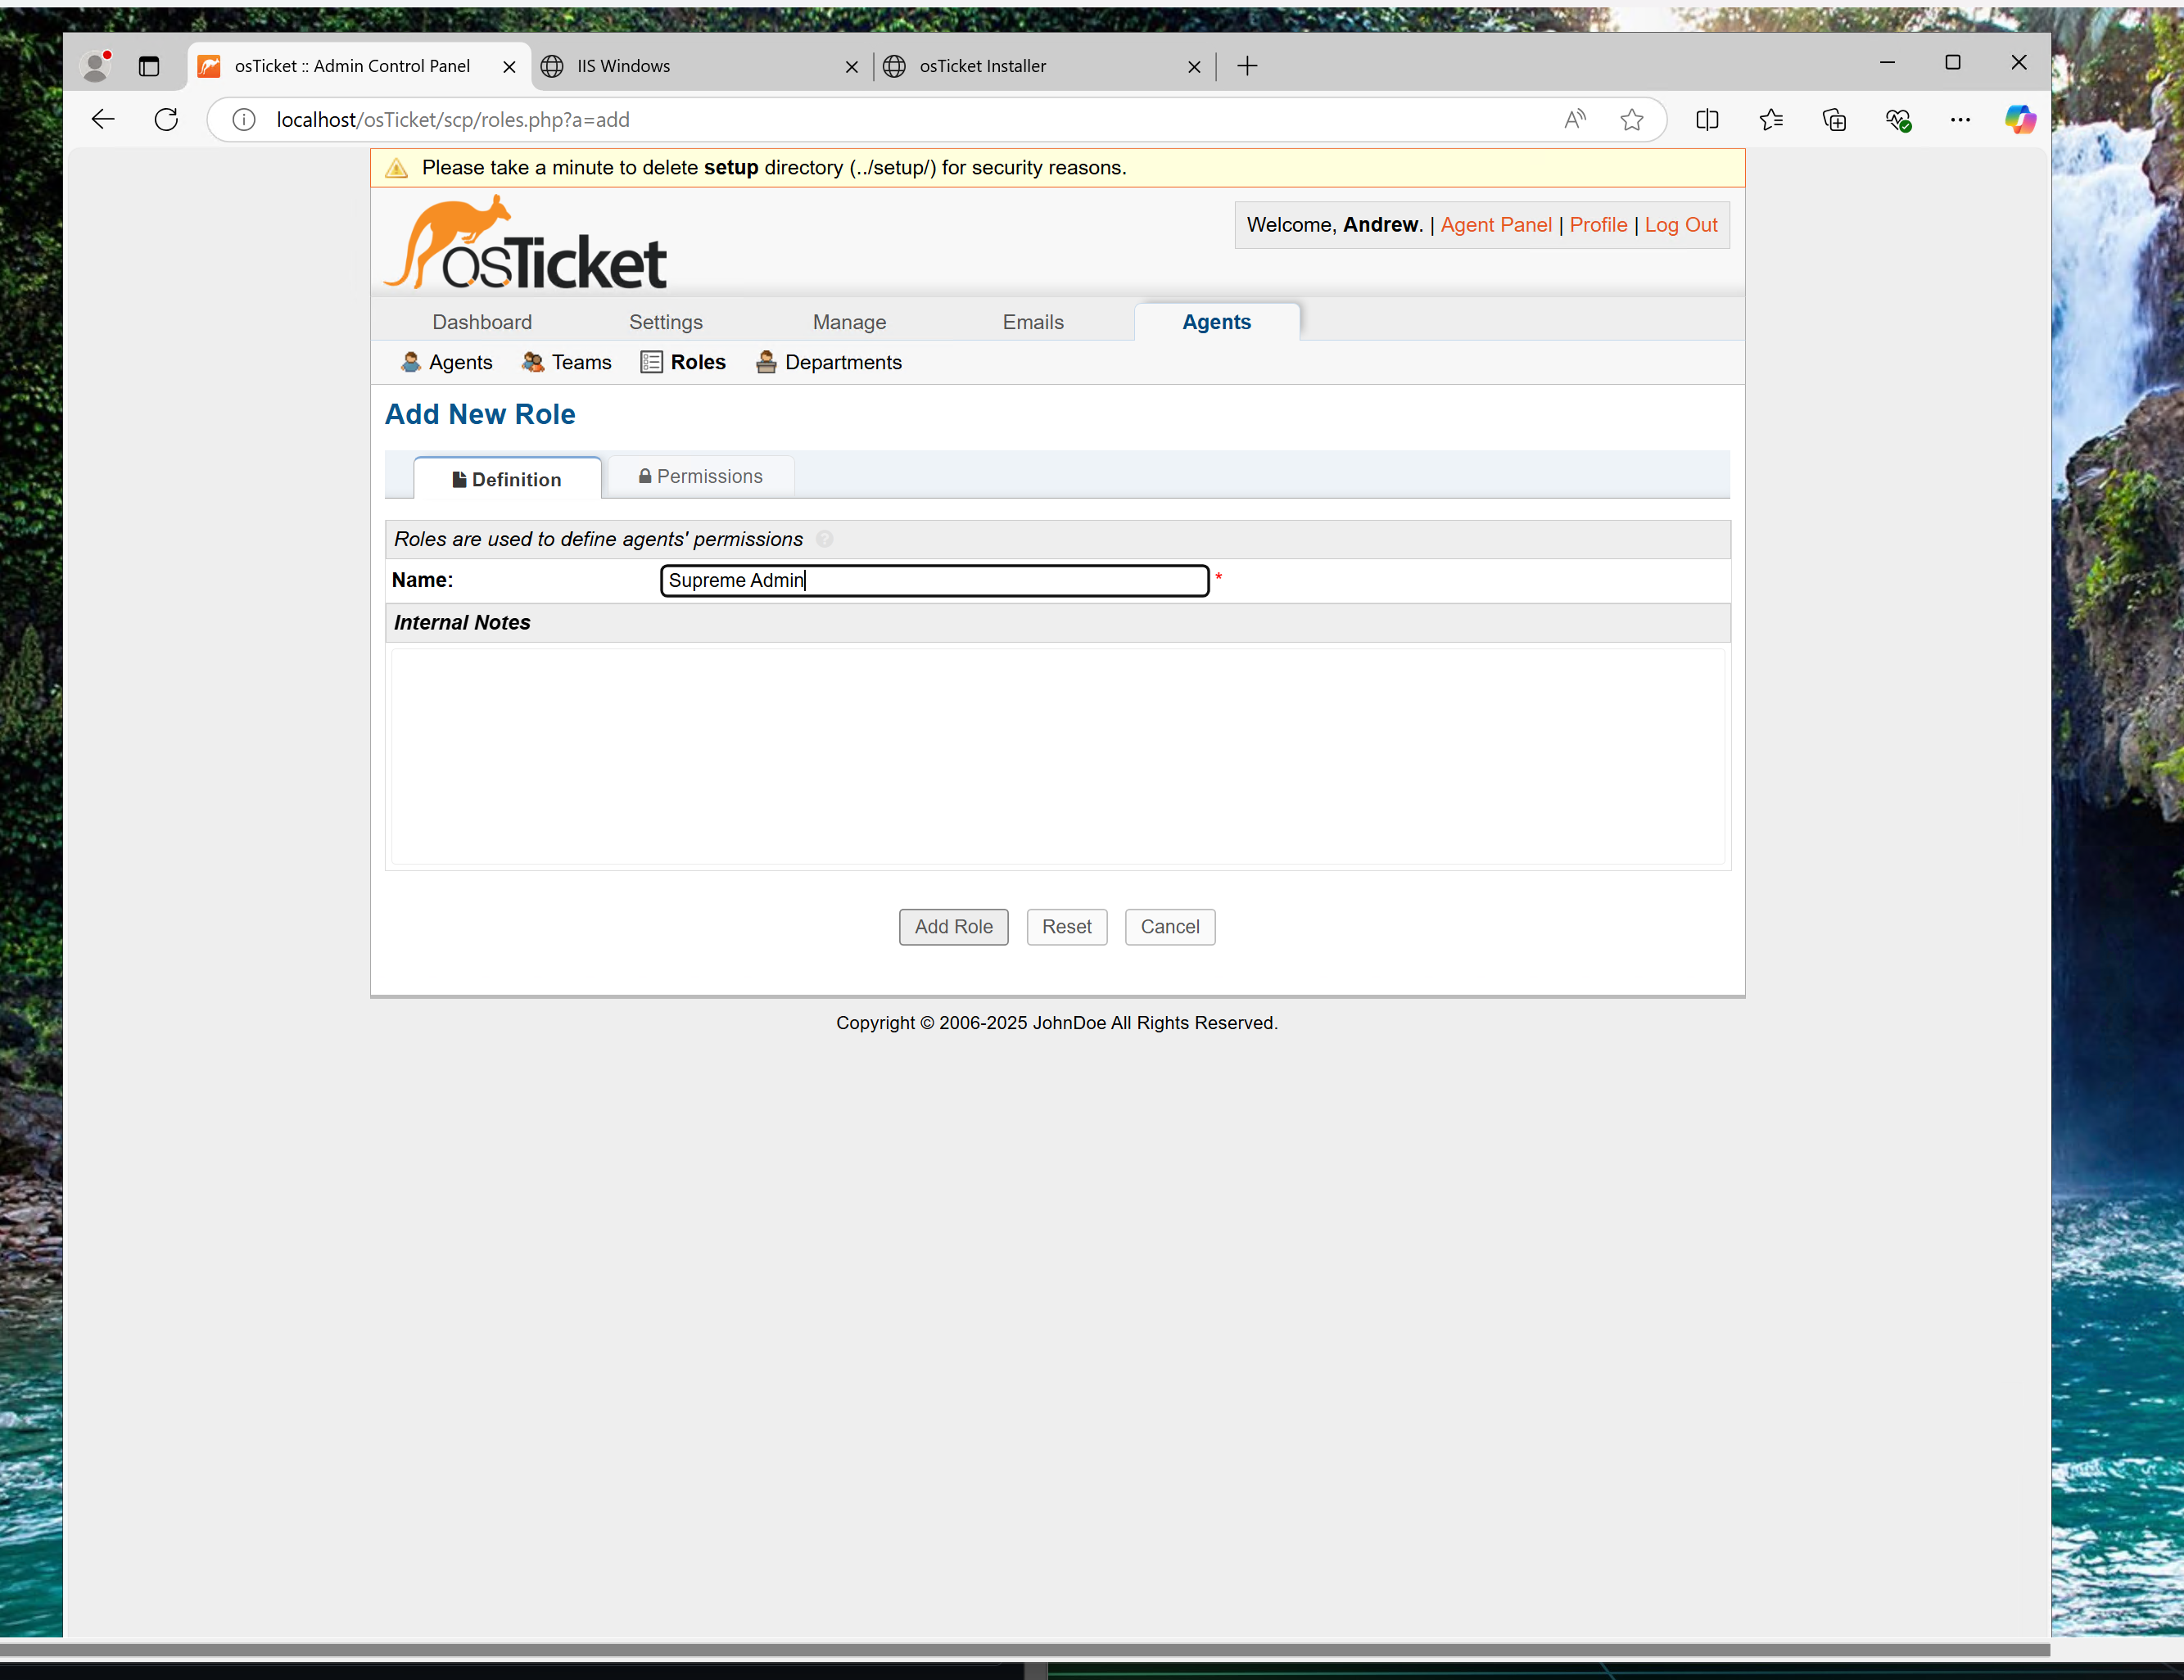 osTicket :: Admin Control Panel
IIS Windows
osTicket Installer
localhost/osTicket/scp/roles.php?a=add
Please take a minute to delete setup directory (../setup/) for security reasons.
osTicket
Welcome, Andrew. | Agent Panel | Profile | Log Out
Dashboard Settings Manage Emails Agents
Agents Teams Roles Departments
Add New Role
Definition Permissions
Roles are used to define agents' permissions ?
Name: Supreme Admin *
Internal Notes
Add Role Reset Cancel
Copyright © 2006-2025 JohnDoe All Rights Reserved.